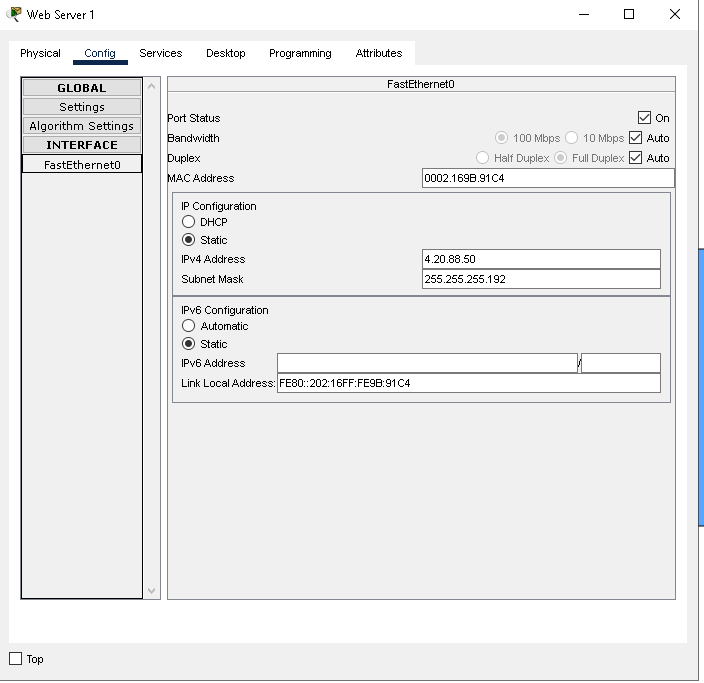 Web Server 1
Physical Config Services Desktop Programming Attributes
GLOBAL
Settings
Algorithm Settings
INTERFACE
FastEthernet0
FastEthernet0
Port Status On
Bandwidth 100 Mbps 10 Mbps Auto
Duplex Half Duplex Full Duplex Auto
MAC Address 0002.169B.91C4
IP Configuration
DHCP
Static
IPv4 Address 4.20.88.50
Subnet Mask 255.255.255.192
IPv6 Configuration
Automatic
Static
IPv6 Address /
Link Local Address: FE80::202:16FF:FE9B:91C4
Top